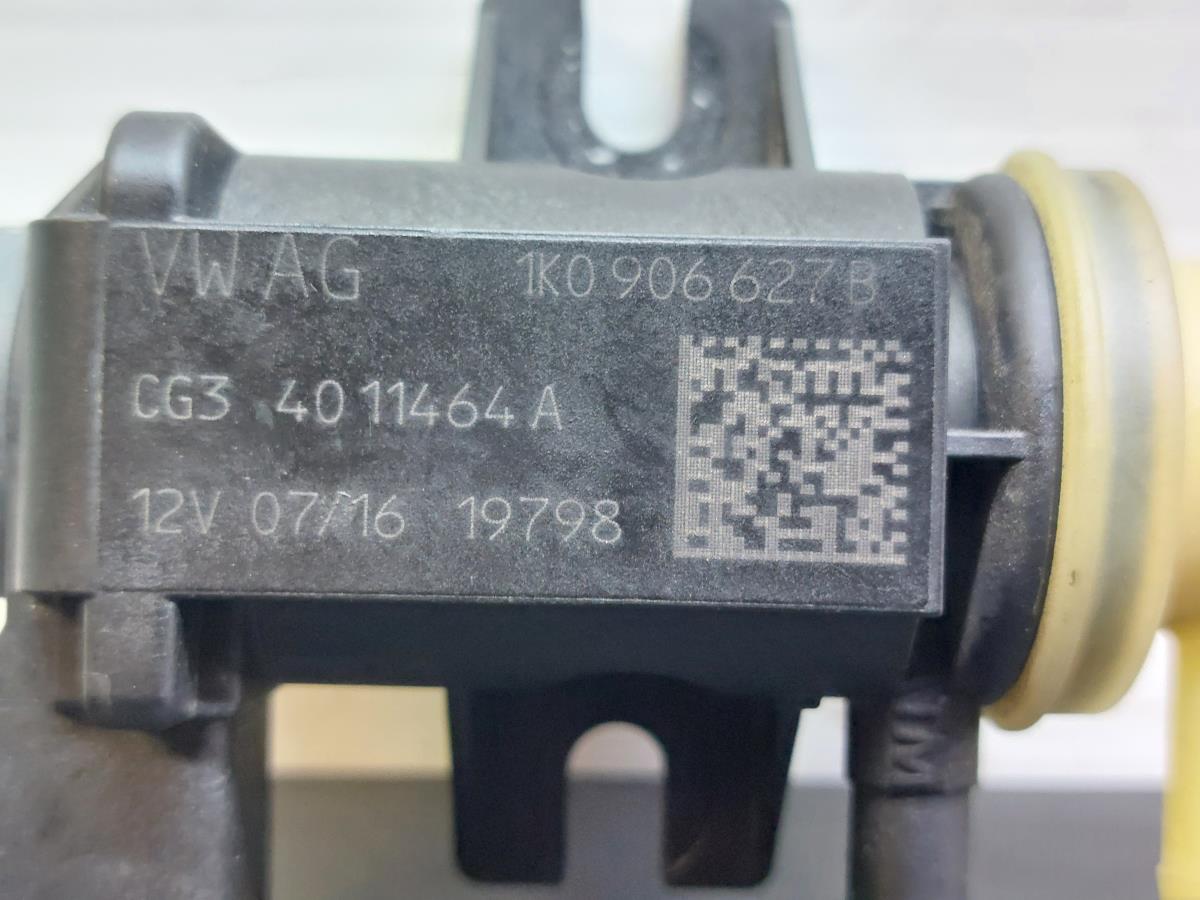 VW AG 1K0 906 627 B
CG3 40 11464 A
12V 07/16 19798